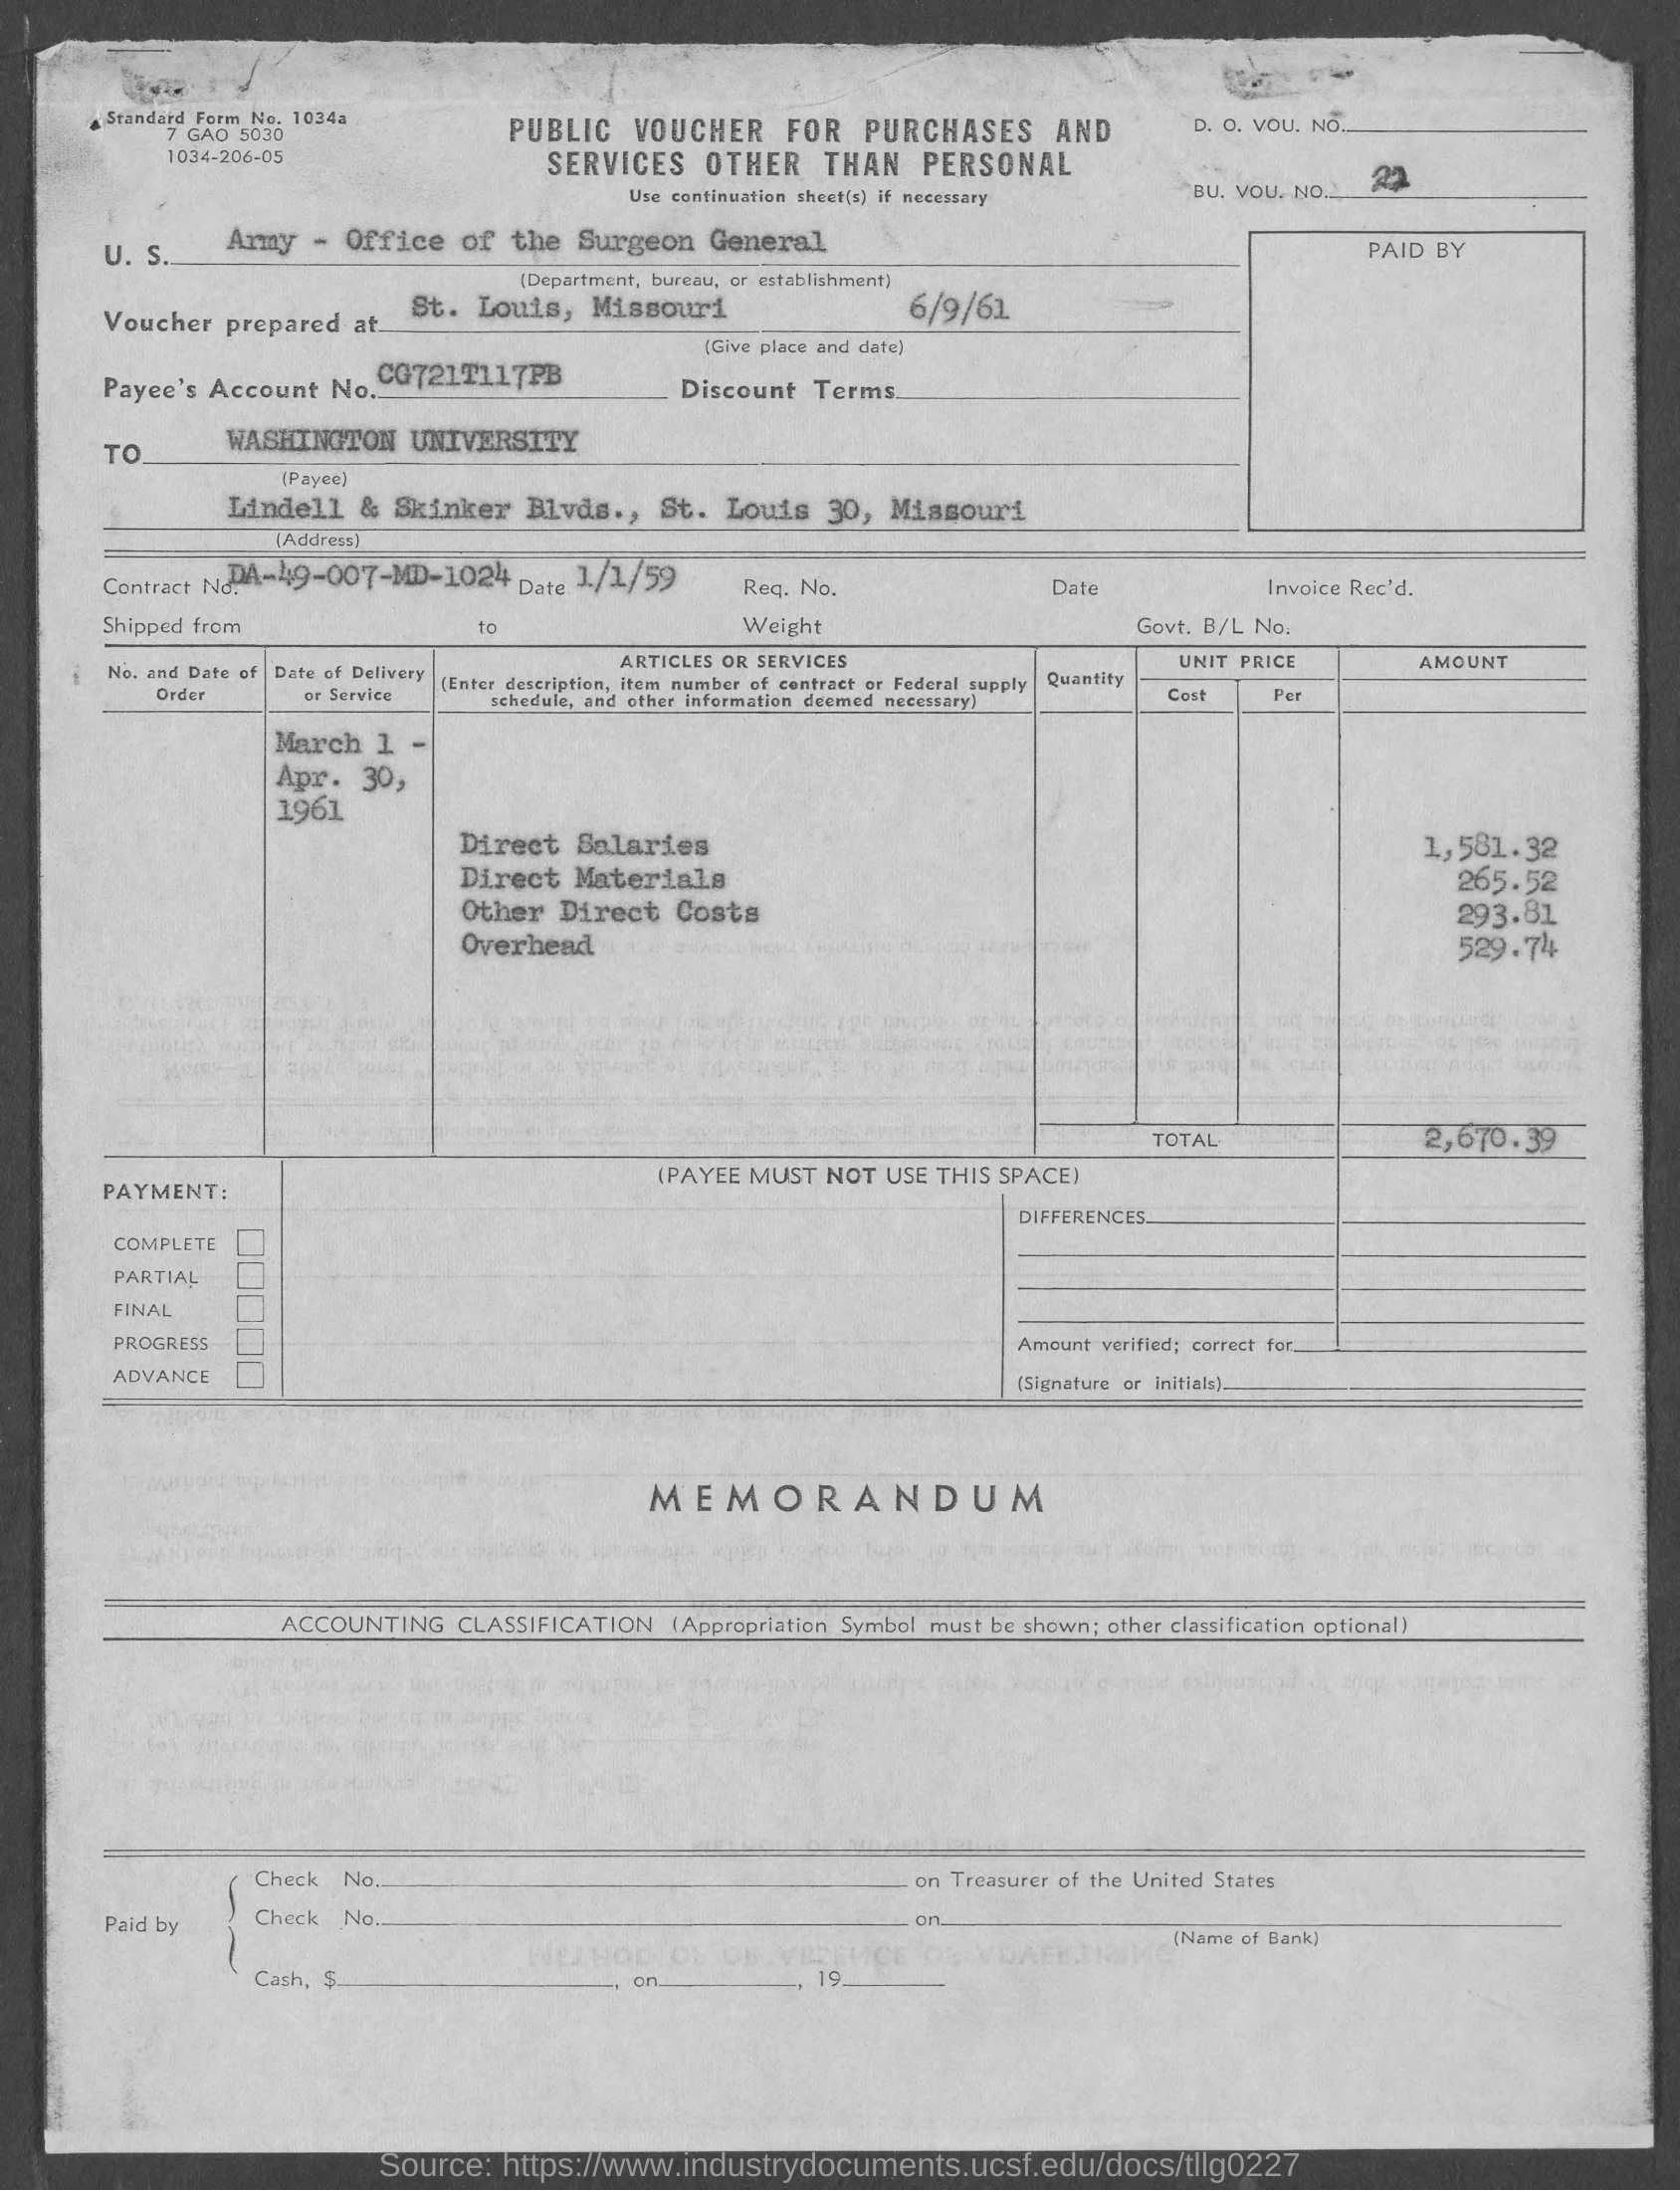 Standard Form No. 1034a
7 GAO 5030
1034-206-05
PUBLIC VOUCHER FOR PURCHASES AND
SERVICES OTHER THAN PERSONAL
Use continuation sheet(s) if necessary
D. O. VOU. NO.
BU. VOU. NO. 22
U. S. Army - Office of the Surgeon General
(Department, bureau, or establishment)
PAID BY
Voucher prepared at St. Louis, Missouri 6/9/61
(Give place and date)
Payee's Account No. CG721T117PB Discount Terms
TO WASHINGTON UNIVERSITY
(Payee)
Lindell & Skinker Blvds., St. Louis 30, Missouri
(Address)
Contract No. DA-49-007-MD-1024 Date 1/1/59 Req. No. Date Invoice Rec'd.
Shipped from to Weight Govt. B/L No.
No. and Date of Order
Date of Delivery or Service
ARTICLES OR SERVICES
(Enter description, item number of contract or Federal supply
schedule, and other information deemed necessary)
Quantity
UNIT PRICE
Cost Per
AMOUNT
March 1 -
Apr. 30,
1961
Direct Salaries 1,581.32
Direct Materials 265.52
Other Direct Costs 293.81
Overhead 529.74
TOTAL 2,670.39
(PAYEE MUST NOT USE THIS SPACE)
PAYMENT:
COMPLETE
PARTIAL
FINAL
PROGRESS
ADVANCE
DIFFERENCES
Amount verified; correct for
(Signature or initials)
MEMORANDUM
ACCOUNTING CLASSIFICATION (Appropriation Symbol must be shown; other classification optional)
Paid by
Check No. on Treasurer of the United States
Check No. on
(Name of Bank)
Cash, $ , on , 19
METHOD OF OR ABSENCE OF ADVERTISING
Source: https://www.industrydocuments.ucsf.edu/docs/tllg0227